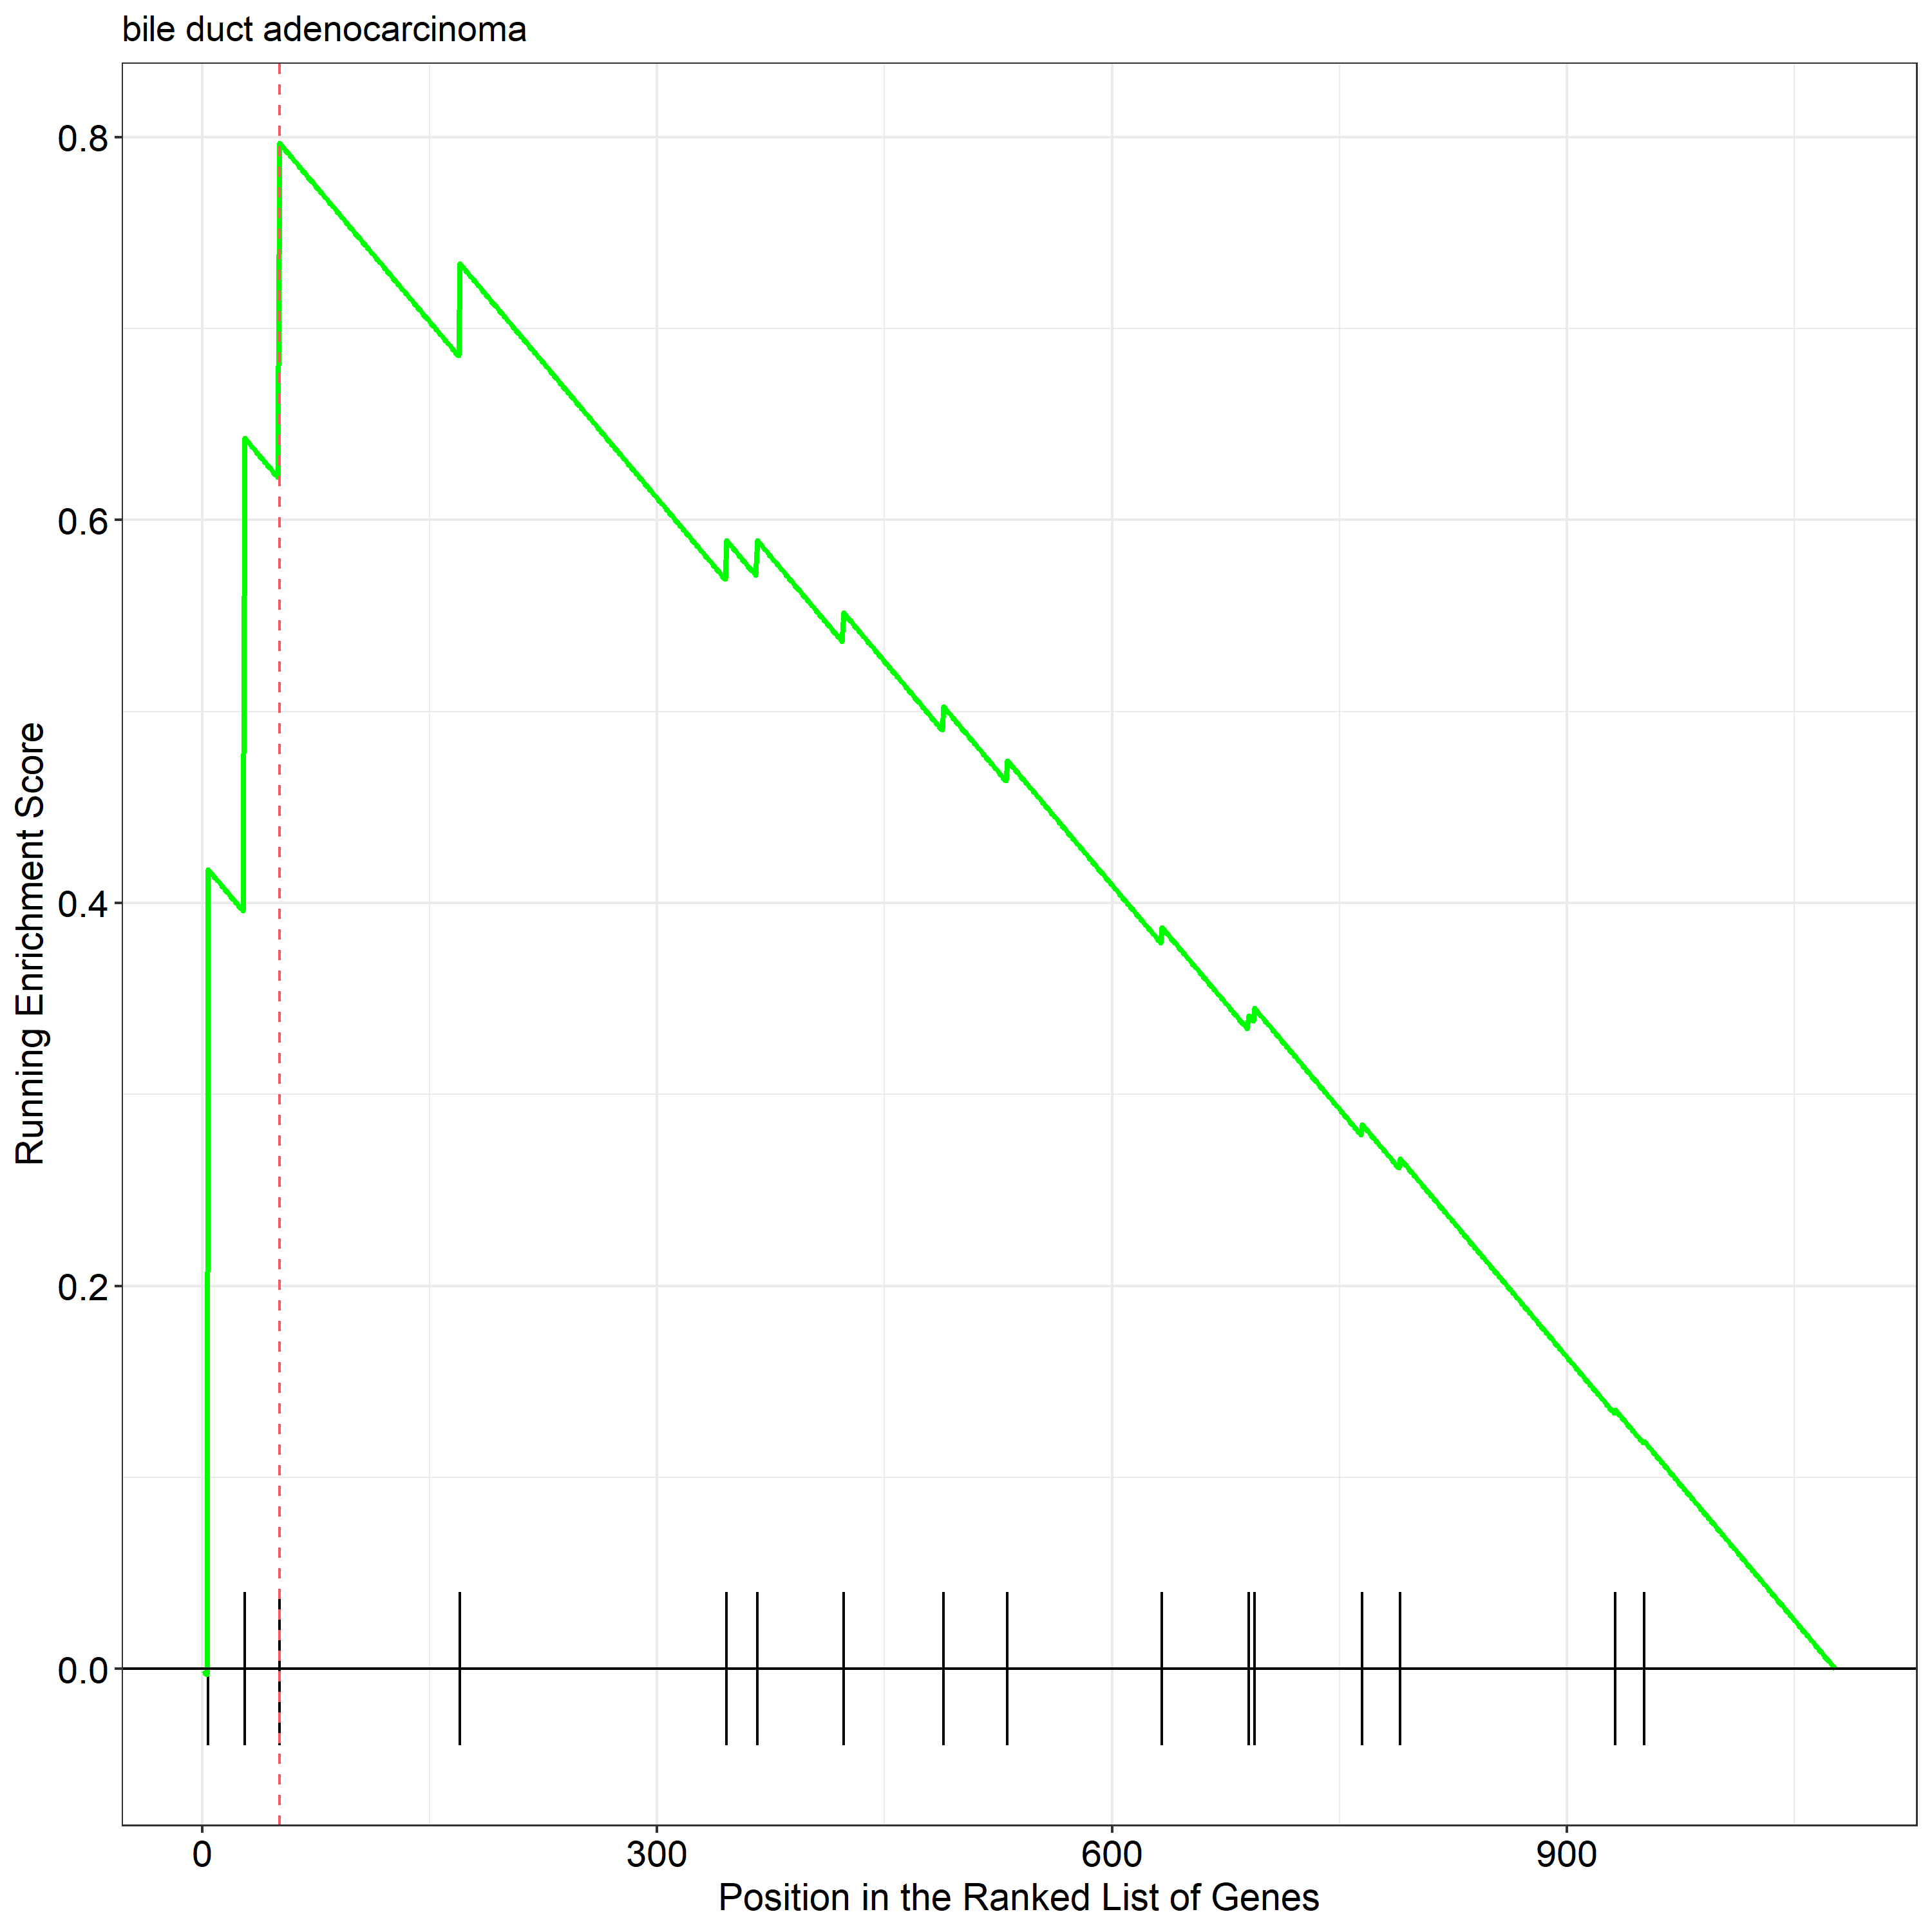 bile duct adenocarcinoma
Running Enrichment Score
0.8
0.6
0.4
0.2
0.0
0 300 600 900
Position in the Ranked List of Genes